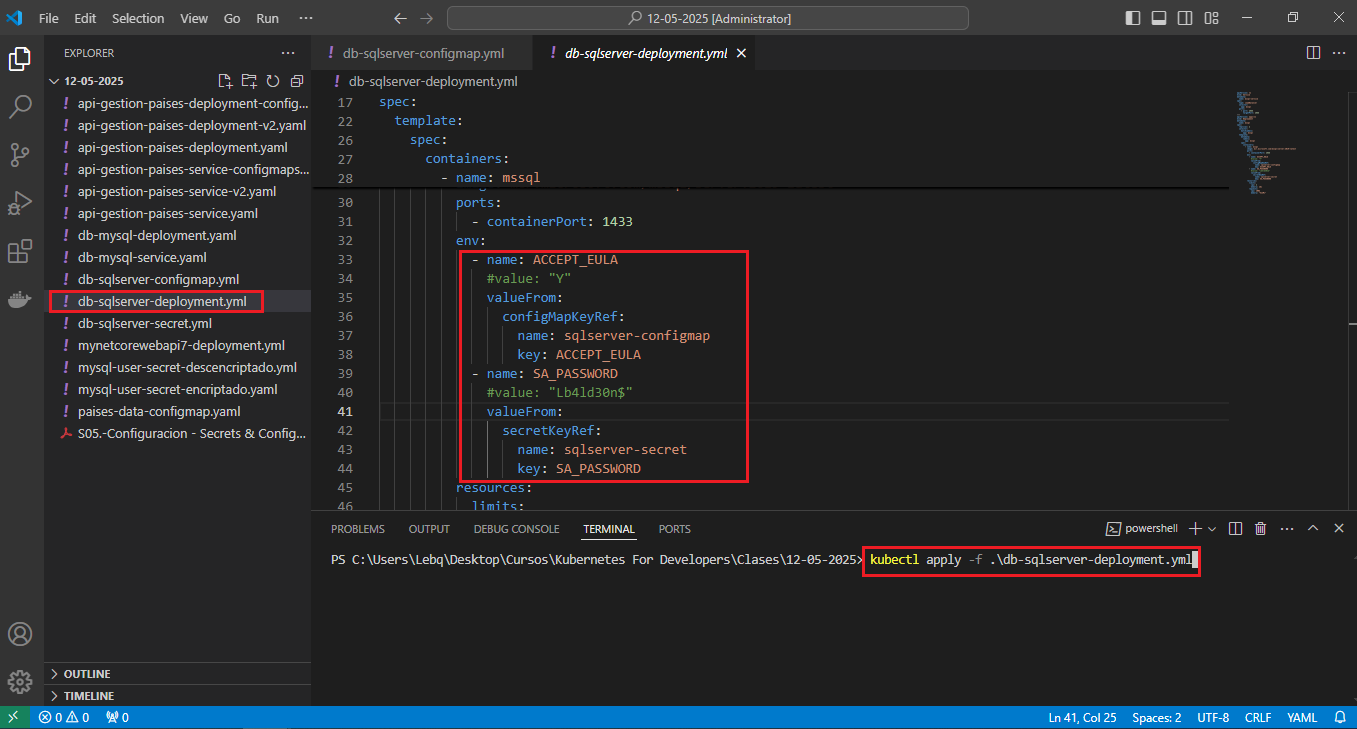 File Edit Selection View Go Run ···
12-05-2025 [Administrator]
EXPLORER
12-05-2025
api-gestion-paises-deployment-config...
api-gestion-paises-deployment-v2.yaml
api-gestion-paises-deployment.yaml
api-gestion-paises-service-configmaps...
api-gestion-paises-service-v2.yaml
api-gestion-paises-service.yaml
db-mysql-deployment.yaml
db-mysql-service.yaml
db-sqlserver-configmap.yml
db-sqlserver-deployment.yml
db-sqlserver-secret.yml
mynetcorewebapi7-deployment.yml
mysql-user-secret-descencriptado.yml
mysql-user-secret-encriptado.yaml
paises-data-configmap.yaml
S05.-Configuracion - Secrets & Config...
OUTLINE
TIMELINE
db-sqlserver-configmap.yml db-sqlserver-deployment.yml
db-sqlserver-deployment.yml
17 spec:
22 template:
26 spec:
27 containers:
28 - name: mssql
30 ports:
31 - containerPort: 1433
32 env:
33 - name: ACCEPT_EULA
34 #value: "Y"
35 valueFrom:
36 configMapKeyRef:
37 name: sqlserver-configmap
38 key: ACCEPT_EULA
39 - name: SA_PASSWORD
40 #value: "Lb4ld30n$"
41 valueFrom:
42 secretKeyRef:
43 name: sqlserver-secret
44 key: SA_PASSWORD
45 resources:
46 limits:
PROBLEMS OUTPUT DEBUG CONSOLE TERMINAL PORTS
powershell
PS C:\Users\Lebq\Desktop\Cursos\Kubernetes For Developers\Clases\12-05-2025> kubectl apply -f .\db-sqlserver-deployment.yml
0 0 0
Ln 41, Col 25 Spaces: 2 UTF-8 CRLF YAML